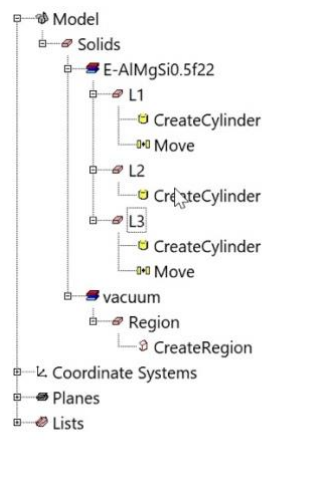 Model
Solids
E-AlMgSi0.5f22
L1
CreateCylinder
Move
L2
CreateCylinder
L3
CreateCylinder
Move
vacuum
Region
CreateRegion
Coordinate Systems
Planes
Lists